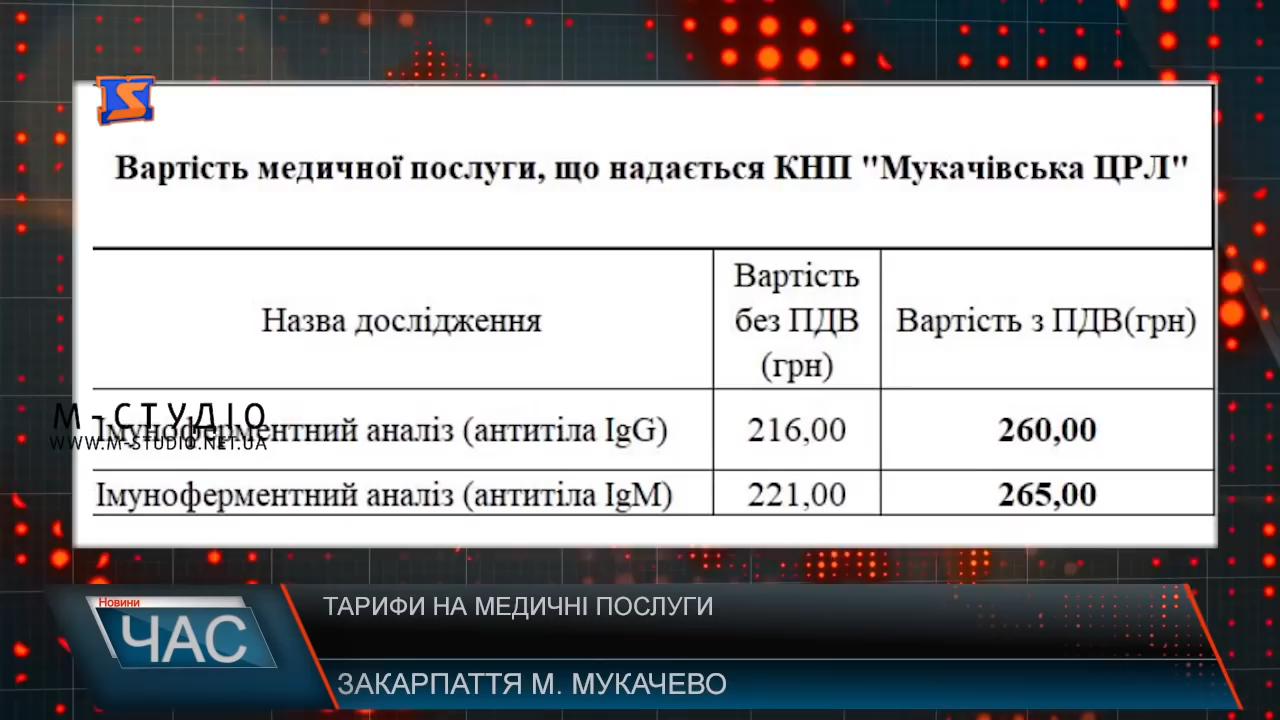 Вартість медичної послуги, що надається КНП "Мукачівська ЦРЛ"
Назва дослідження
Вартість
без ПДВ
(грн)
Вартість з ПДВ(грн)
М-СТУДІО
WWW.M-STUDIO.NET.UA
Імуноферментний аналіз (антитіла IgG)
216,00
260,00
Імуноферментний аналіз (антитіла IgM)
221,00
265,00
Новини
ЧАС
ТАРИФИ НА МЕДИЧНІ ПОСЛУГИ
ЗАКАРПАТТЯ М. МУКАЧЕВО